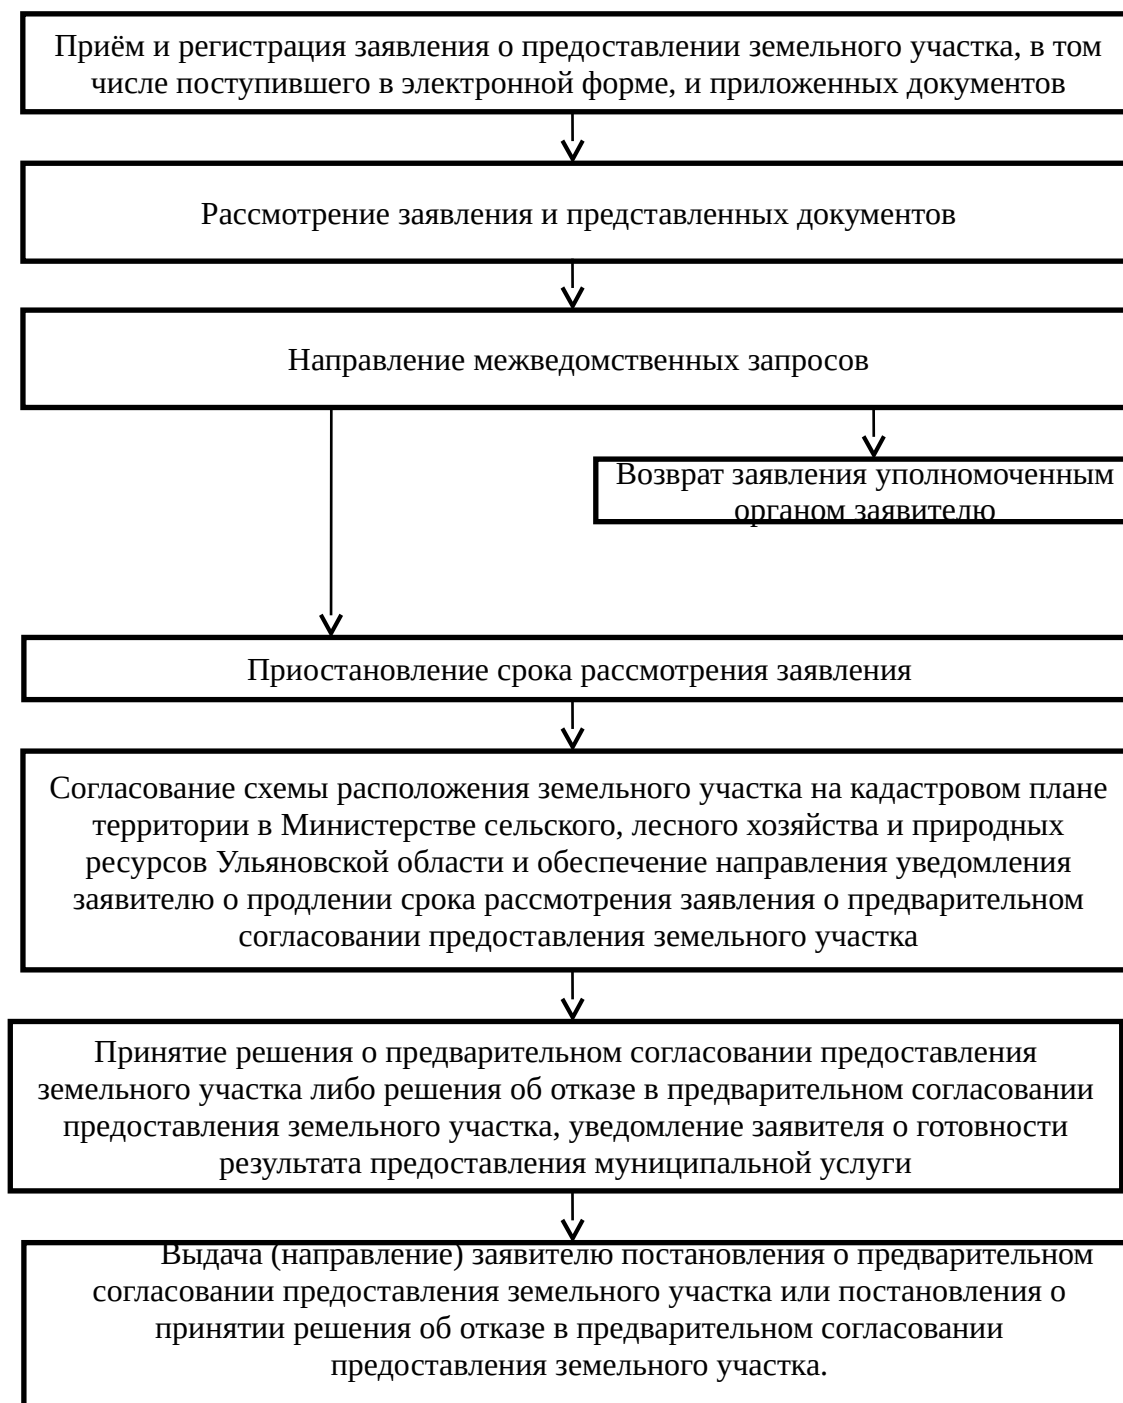 Приём и регистрация заявления о предоставлении земельного участка, в том
числе поступившего в электронной форме, и приложенных документов
Рассмотрение заявления и представленных документов
Направление межведомственных запросов
Возврат заявления уполномоченным
органом заявителю
Приостановление срока рассмотрения заявления
Согласование схемы расположения земельного участка на кадастровом плане
территории в Министерстве сельского, лесного хозяйства и природных
ресурсов Ульяновской области и обеспечение направления уведомления
заявителю о продлении срока рассмотрения заявления о предварительном
согласовании предоставления земельного участка
Принятие решения о предварительном согласовании предоставления
земельного участка либо решения об отказе в предварительном согласовании
предоставления земельного участка, уведомление заявителя о готовности
результата предоставления муниципальной услуги
Выдача (направление) заявителю постановления о предварительном
согласовании предоставления земельного участка или постановления о
принятии решения об отказе в предварительном согласовании
предоставления земельного участка.